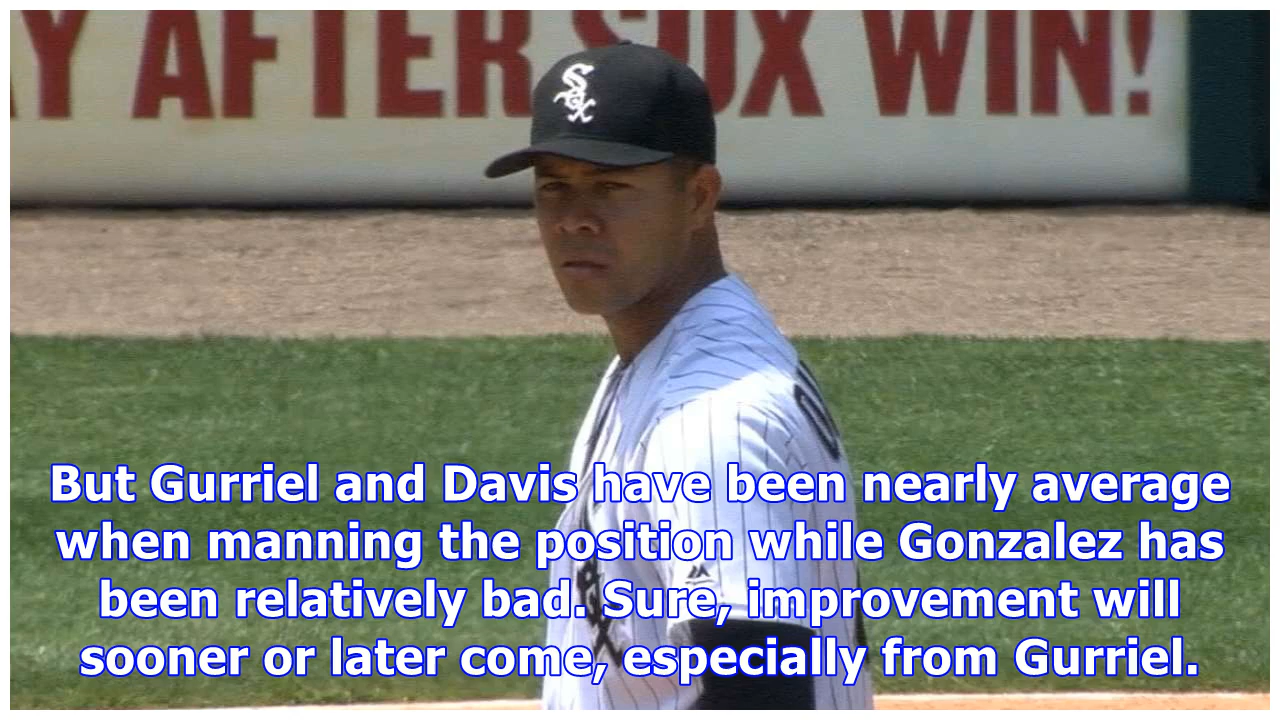 Y AFTER SOX WIN!
Sox
But Gurriel and Davis have been nearly average
when manning the position while Gonzalez has
been relatively bad. Sure, improvement will
sooner or later come, especially from Gurriel.